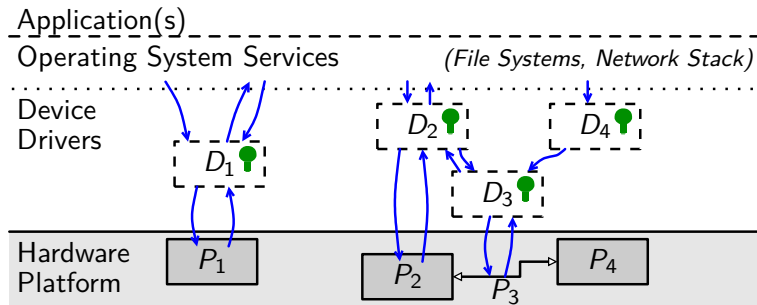 Application(s)
Operating System Services
(File Systems, Network Stack)
Device
Drivers
D1
D2
D3
D4
Hardware
Platform
P1
P2
P3
P4